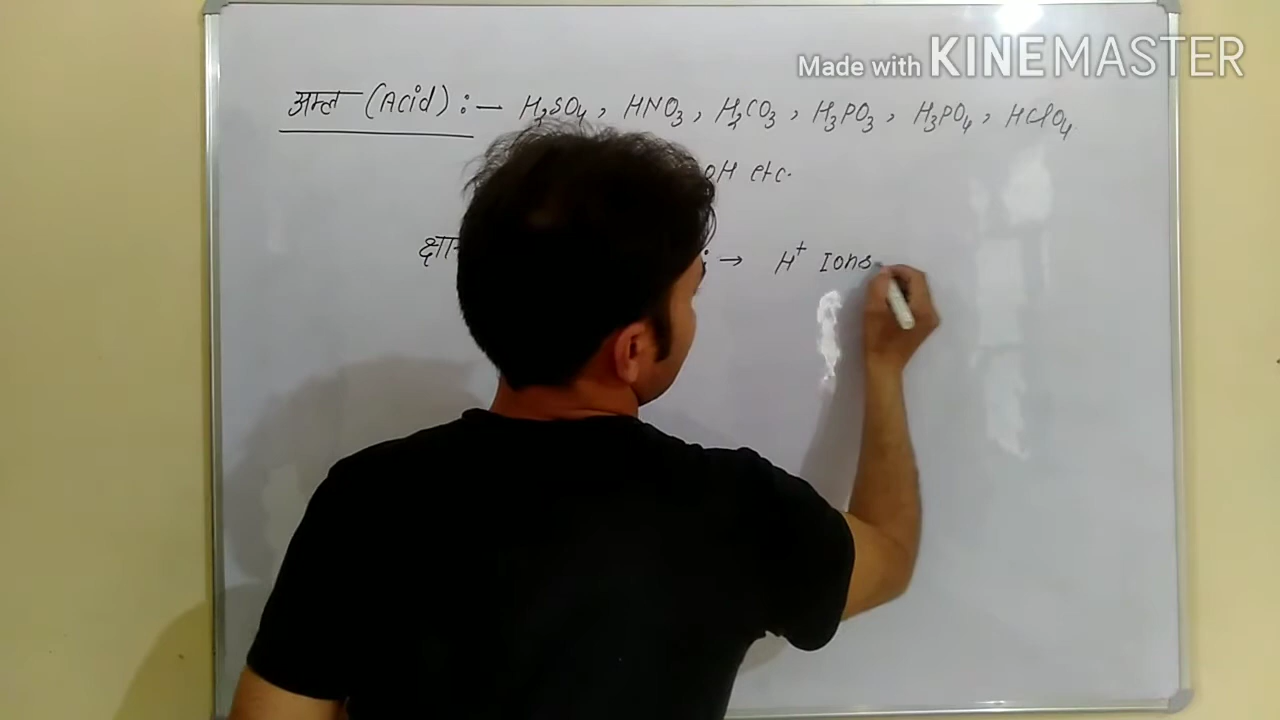 Made with KINEMASTER
अम्ल (Acid) :- H₂SO₄, HNO₃, H₂CO₃, H₃PO₃, H₃PO₄, HClO₄
OH etc.
: → H⁺ Ions